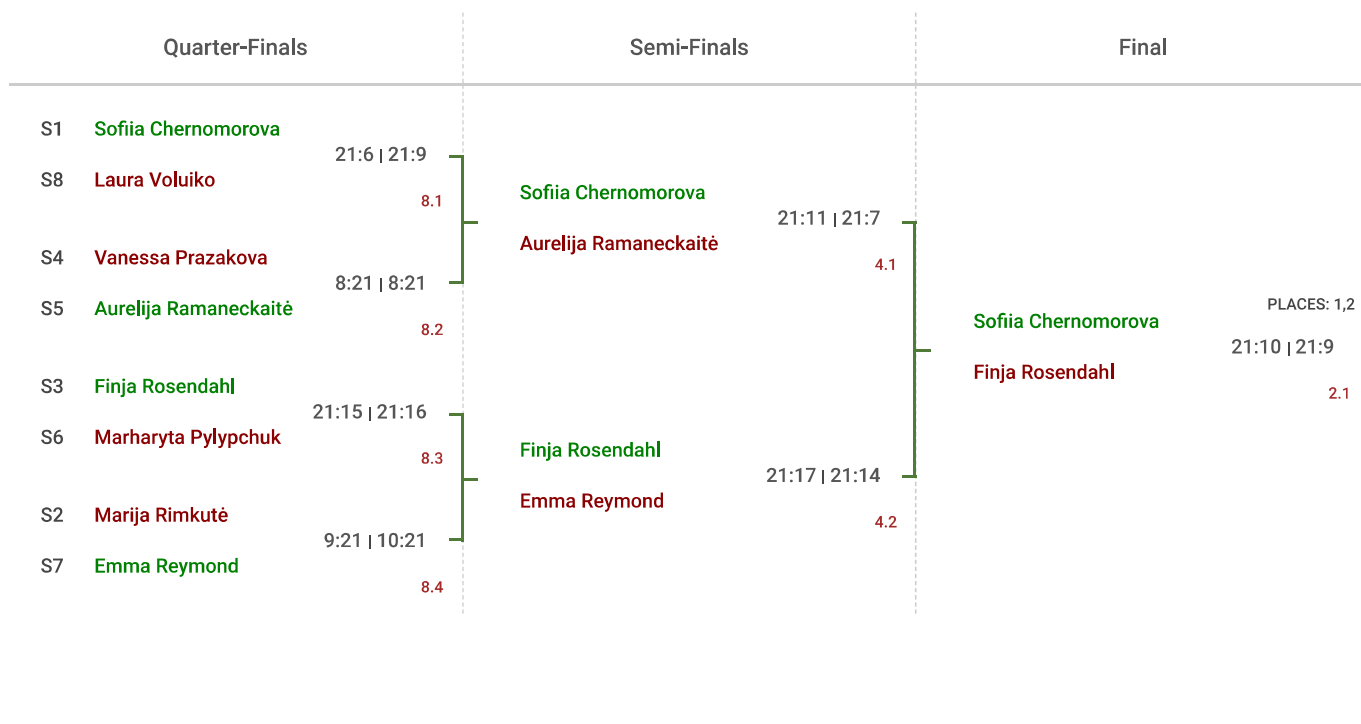 Quarter-Finals
Semi-Finals
Final
S1 Sofiia Chernomorova
21:6 | 21:9
S8 Laura Voluiko
8.1
S4 Vanessa Prazakova
8:21 | 8:21
S5 Aurelija Ramaneckaitė
8.2
S3 Finja Rosendahl
21:15 | 21:16
S6 Marharyta Pylypchuk
8.3
S2 Marija Rimkutė
9:21 | 10:21
S7 Emma Reymond
8.4
Sofiia Chernomorova
21:11 | 21:7
Aurelija Ramaneckaitė
4.1
Finja Rosendahl
21:17 | 21:14
Emma Reymond
4.2
PLACES: 1,2
Sofiia Chernomorova
21:10 | 21:9
Finja Rosendahl
2.1